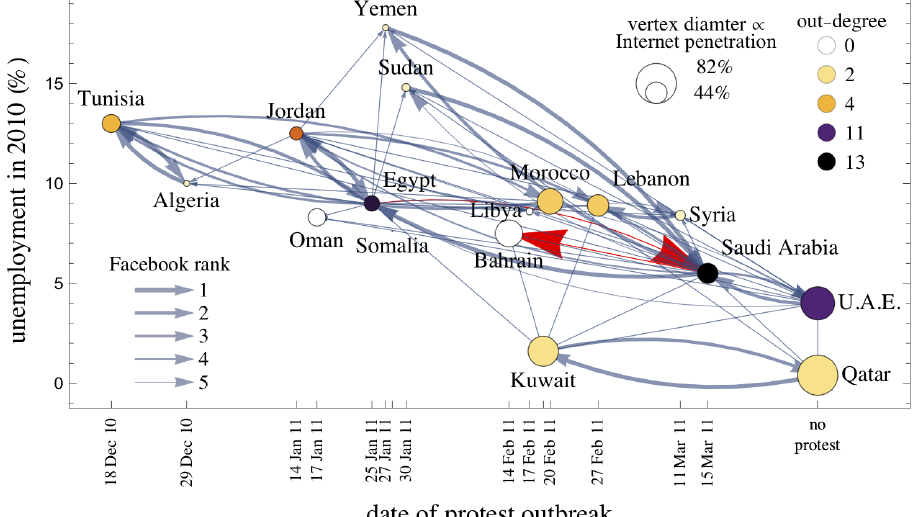 Yemen
vertex diamter ∝
Internet penetration
82%
44%
out–degree
0
2
4
11
13
unemployment in 2010 (%)
15
10
5
0
Sudan
Tunisia
Jordan
Algeria
Egypt
Morocco
Lebanon
Libya
Syria
Oman
Somalia
Bahrain
Saudi Arabia
U.A.E.
Kuwait
Qatar
Facebook rank
1
2
3
4
5
18 Dec 10
29 Dec 10
14 Jan 11
17 Jan 11
25 Jan 11
27 Jan 11
30 Jan 11
14 Feb 11
17 Feb 11
20 Feb 11
27 Feb 11
11 Mar 11
15 Mar 11
no
protest
date of protest outbreak